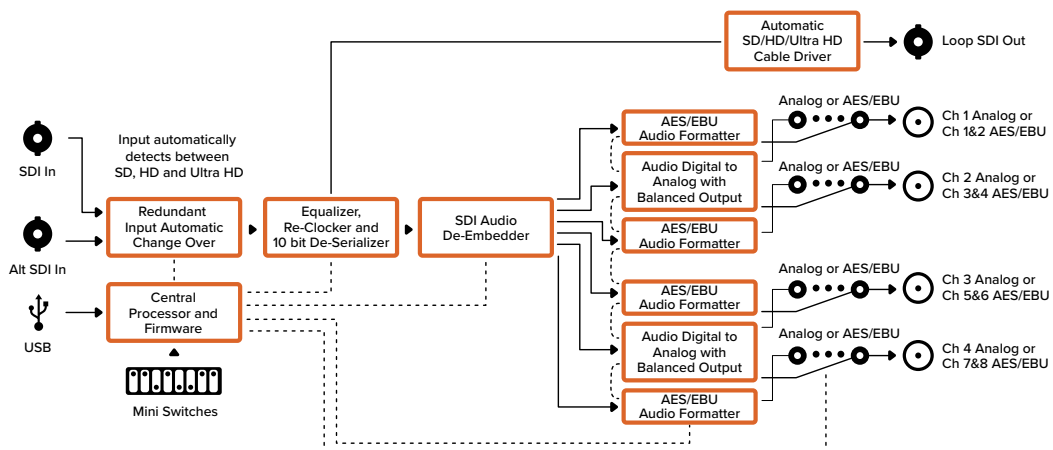 Automatic
SD/HD/Ultra HD
Cable Driver
Loop SDI Out
SDI In
Input automatically
detects between
SD, HD and Ultra HD
Alt SDI In
Redundant
Input Automatic
Change Over
Equalizer,
Re-Clocker and
10 bit De-Serializer
SDI Audio
De-Embedder
USB
Central
Processor and
Firmware
Mini Switches
AES/EBU
Audio Formatter
Audio Digital to
Analog with
Balanced Output
AES/EBU
Audio Formatter
AES/EBU
Audio Formatter
Audio Digital to
Analog with
Balanced Output
AES/EBU
Audio Formatter
Analog or AES/EBU
Ch 1 Analog or
Ch 1&2 AES/EBU
Analog or AES/EBU
Ch 2 Analog or
Ch 3&4 AES/EBU
Analog or AES/EBU
Ch 3 Analog or
Ch 5&6 AES/EBU
Analog or AES/EBU
Ch 4 Analog or
Ch 7&8 AES/EBU